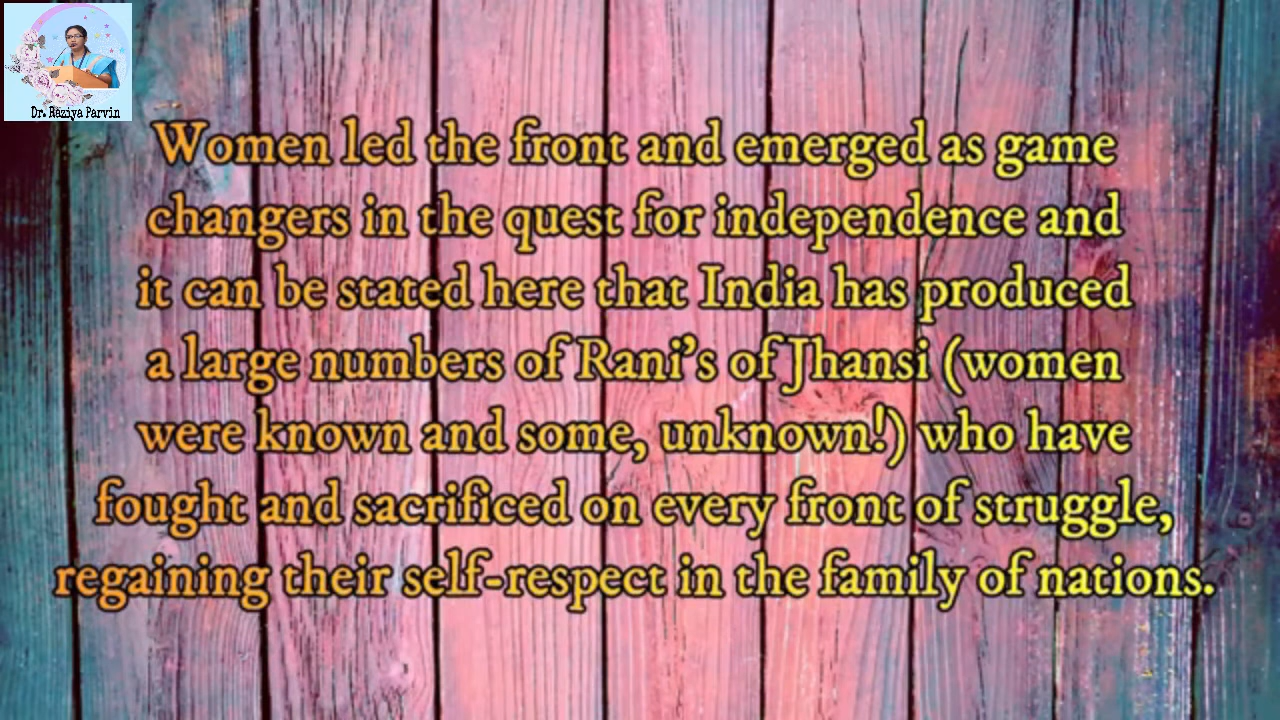 Dr. Raziya Parvin
Women led the front and emerged as game
changers in the quest for independence and
it can be stated here that India has produced
a large numbers of Rani's of Jhansi (women
were known and some, unknown!) who have
fought and sacrificed on every front of struggle,
regaining their self-respect in the family of nations.